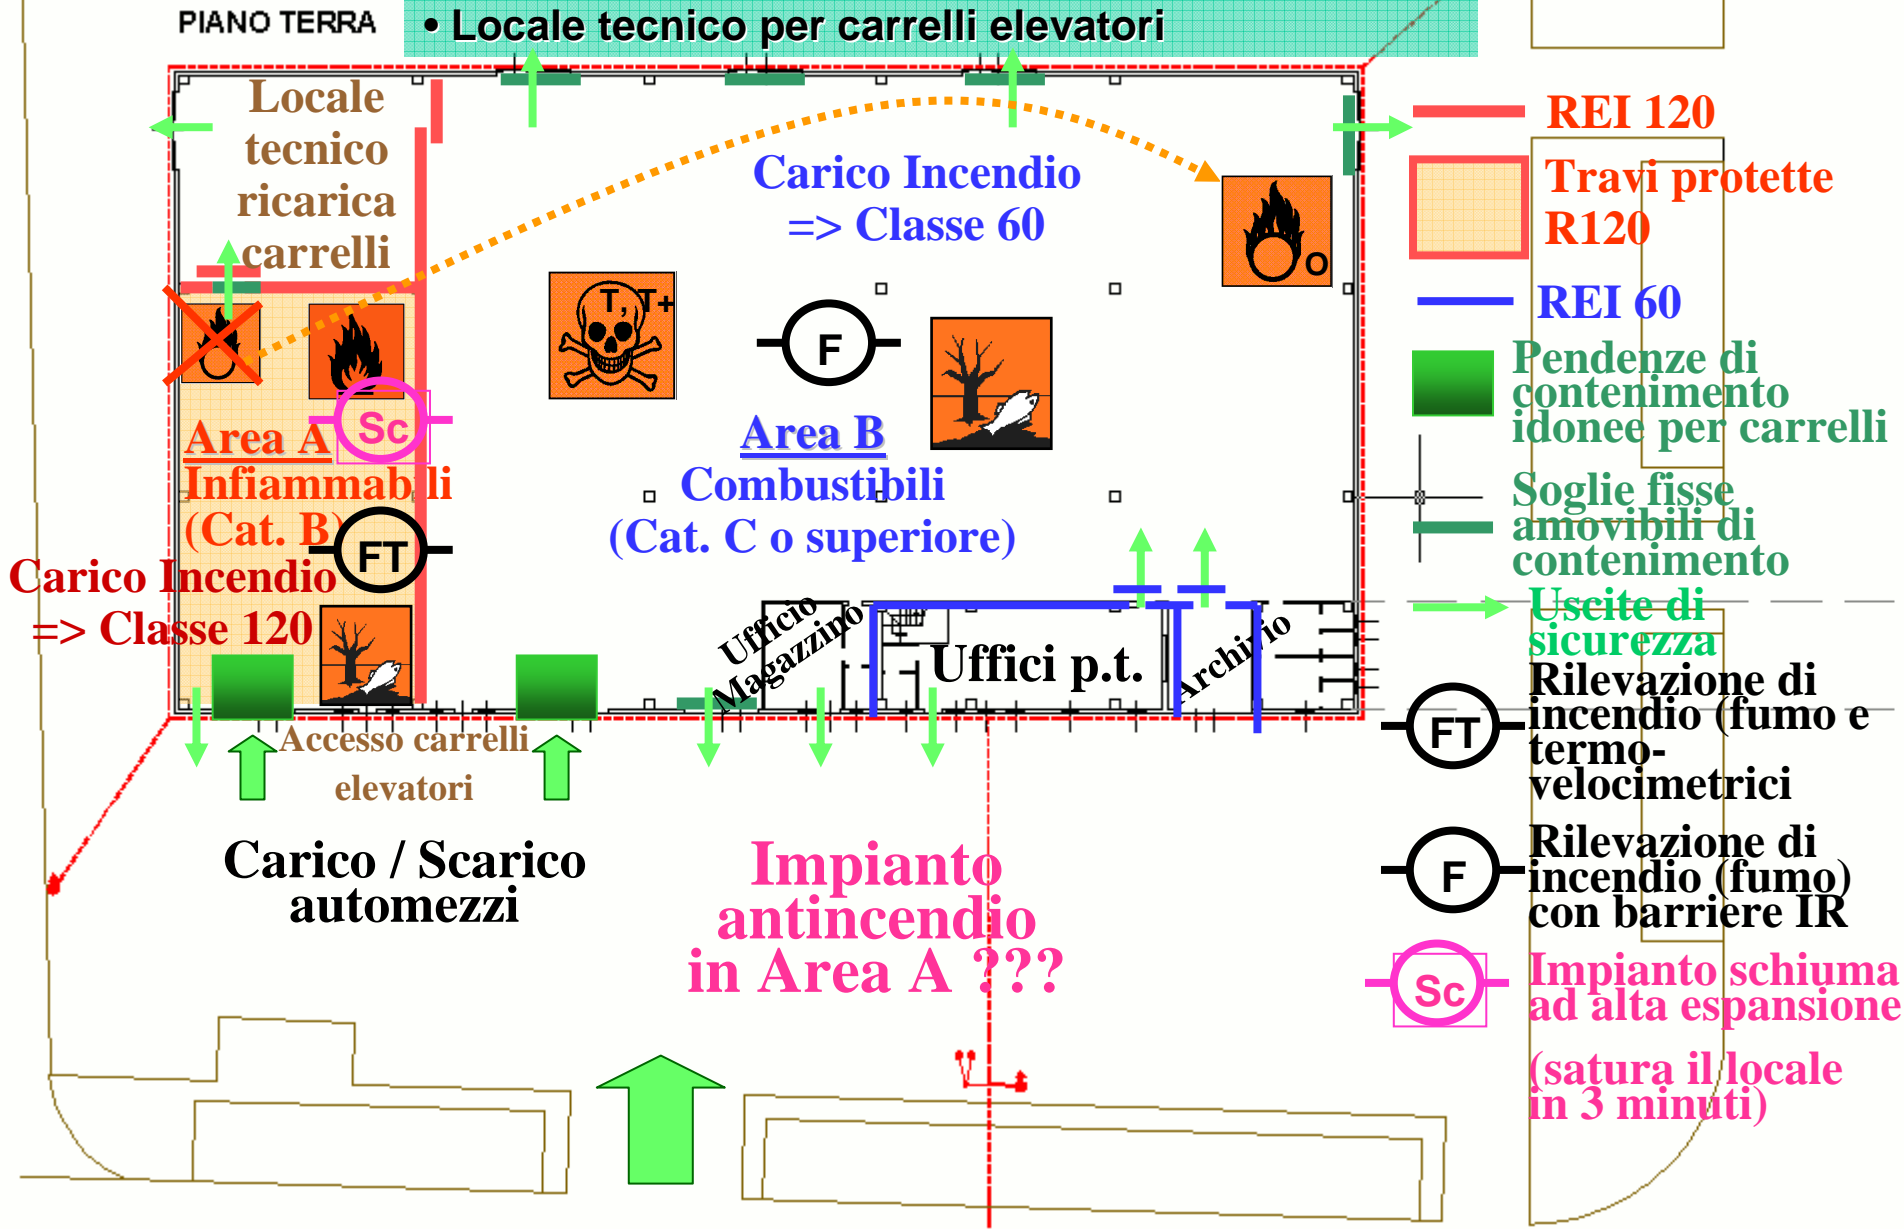 PIANO TERRA
• Locale tecnico per carrelli elevatori
Locale
tecnico
ricarica
carrelli
Carico Incendio
=> Classe 60
O
T, T+
F
Sc
Area A
Infiammabili
(Cat. B)
FT
Carico Incendio
=> Classe 120
Area B
Combustibili
(Cat. C o superiore)
Ufficio
Magazzino
Uffici p.t.
Archivio
Accesso carrelli
elevatori
Carico / Scarico
automezzi
Impianto
antincendio
in Area A ???
REI 120
Travi protette
R120
REI 60
Pendenze di
contenimento
idonee per carrelli
Soglie fisse
amovibili di
contenimento
Uscite di
sicurezza
FT
Rilevazione di
incendio (fumo e
termo-
velocimetrici
F
Rilevazione di
incendio (fumo)
con barriere IR
Sc
Impianto schiuma
ad alta espansione
(satura il locale
in 3 minuti)